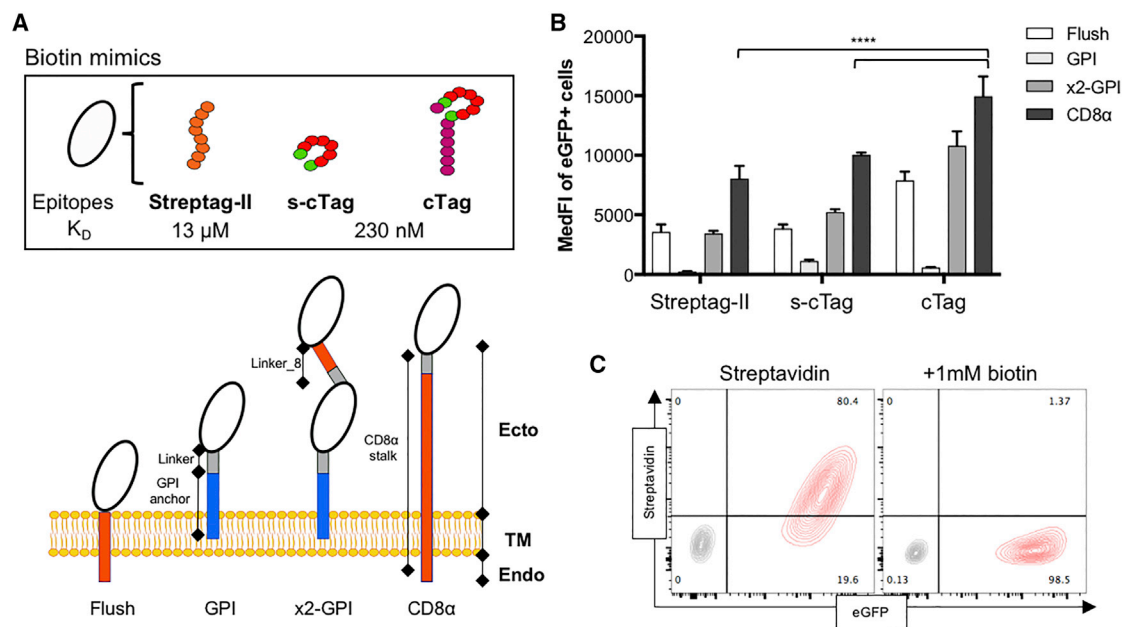 A
Biotin mimics
Epitopes Streptag-II s-cTag cTag
KD 13 µM 230 nM
Linker_8
Linker
GPI anchor
CD8α stalk
Ecto
TM
Endo
Flush GPI x2-GPI CD8α
B
MedFI of eGFP+ cells
20000
15000
10000
5000
0
****
Flush
GPI
x2-GPI
CD8α
Streptag-II s-cTag cTag
C
Streptavidin +1mM biotin
0 80.4 0 1.37
Streptavidin
0 19.6 0.13 98.5
eGFP